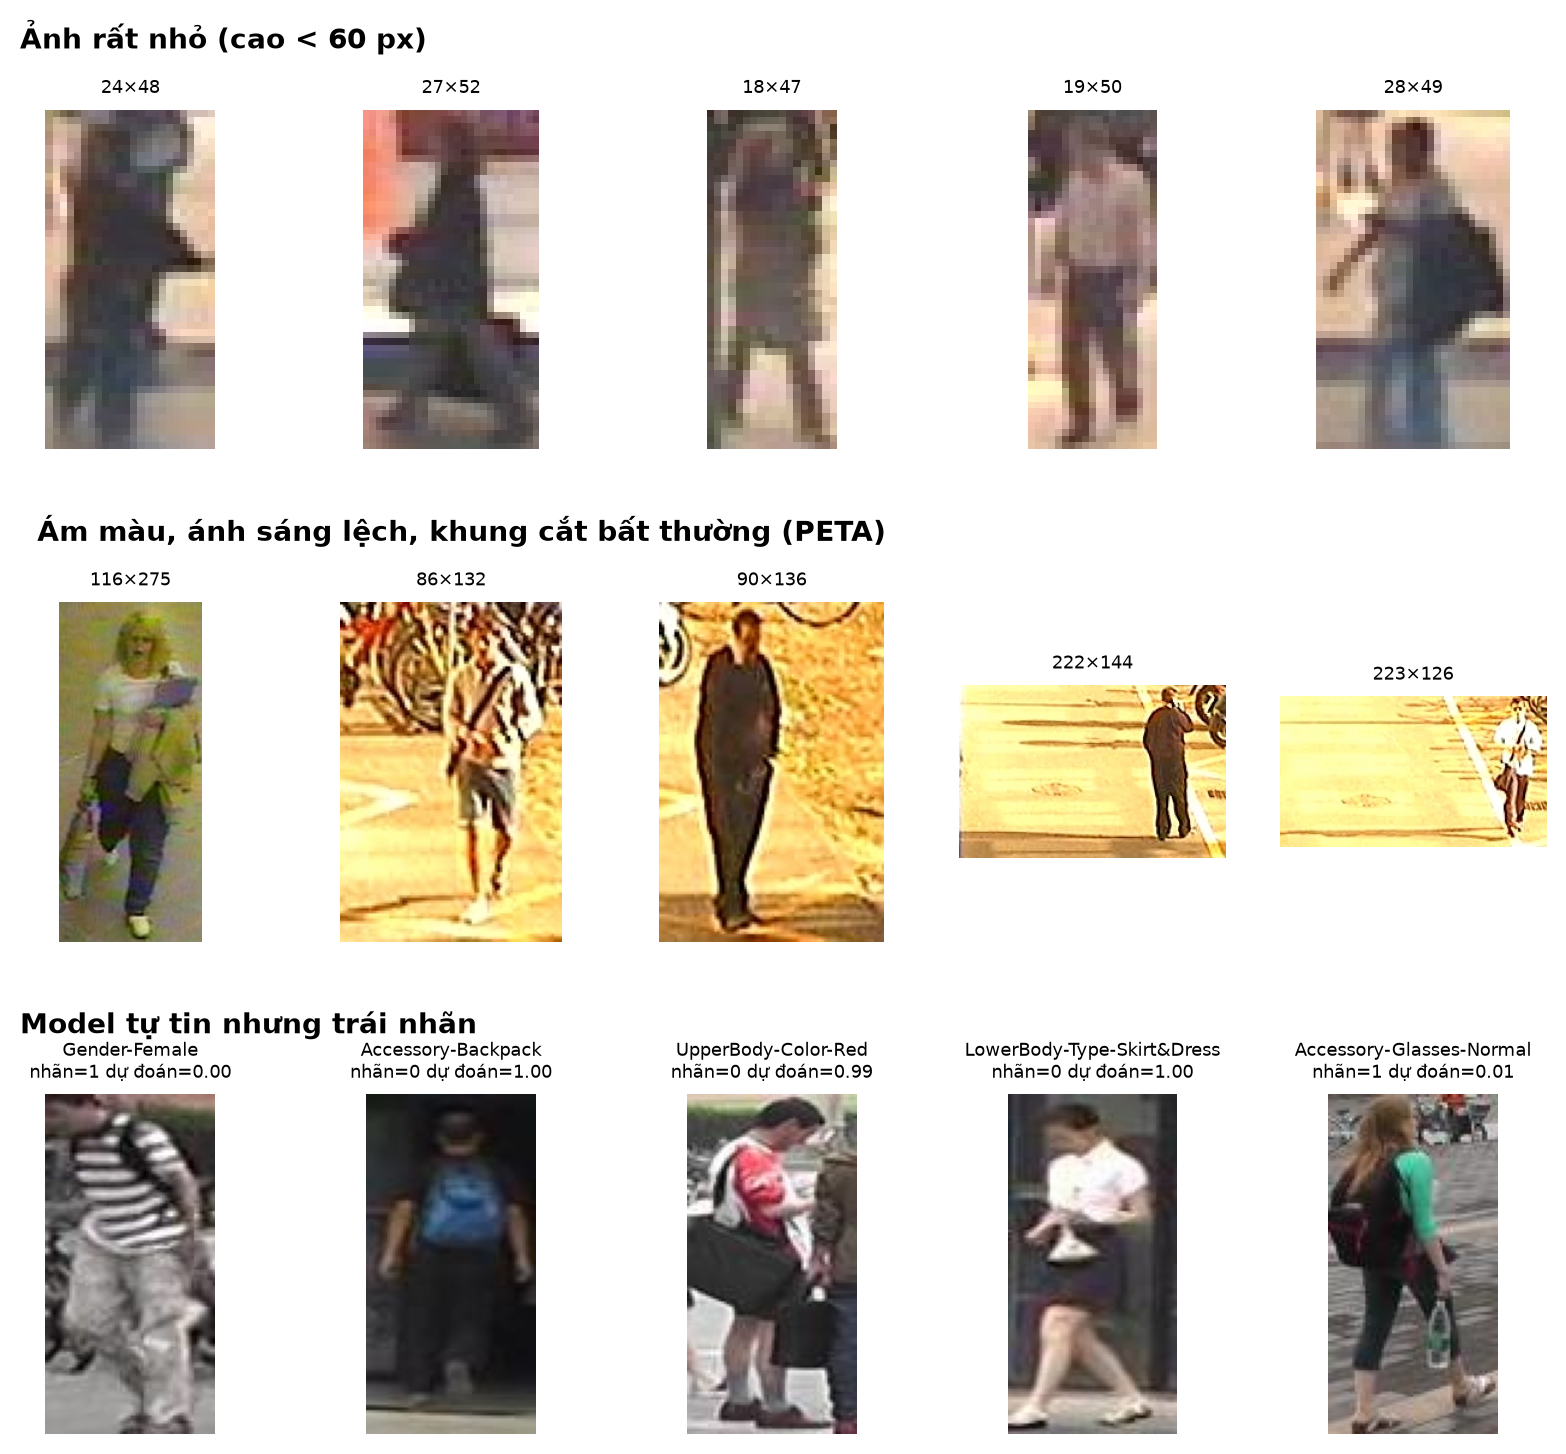 Ảnh rất nhỏ (cao < 60 px)
24×48
27×52
18×47
19×50
28×49
Ám màu, ánh sáng lệch, khung cắt bất thường (PETA)
116×275
86×132
90×136
222×144
223×126
Model tự tin nhưng trái nhãn
Gender-Female
nhãn=1 dự đoán=0.00
Accessory-Backpack
nhãn=0 dự đoán=1.00
UpperBody-Color-Red
nhãn=0 dự đoán=0.99
LowerBody-Type-Skirt&Dress
nhãn=0 dự đoán=1.00
Accessory-Glasses-Normal
nhãn=1 dự đoán=0.01